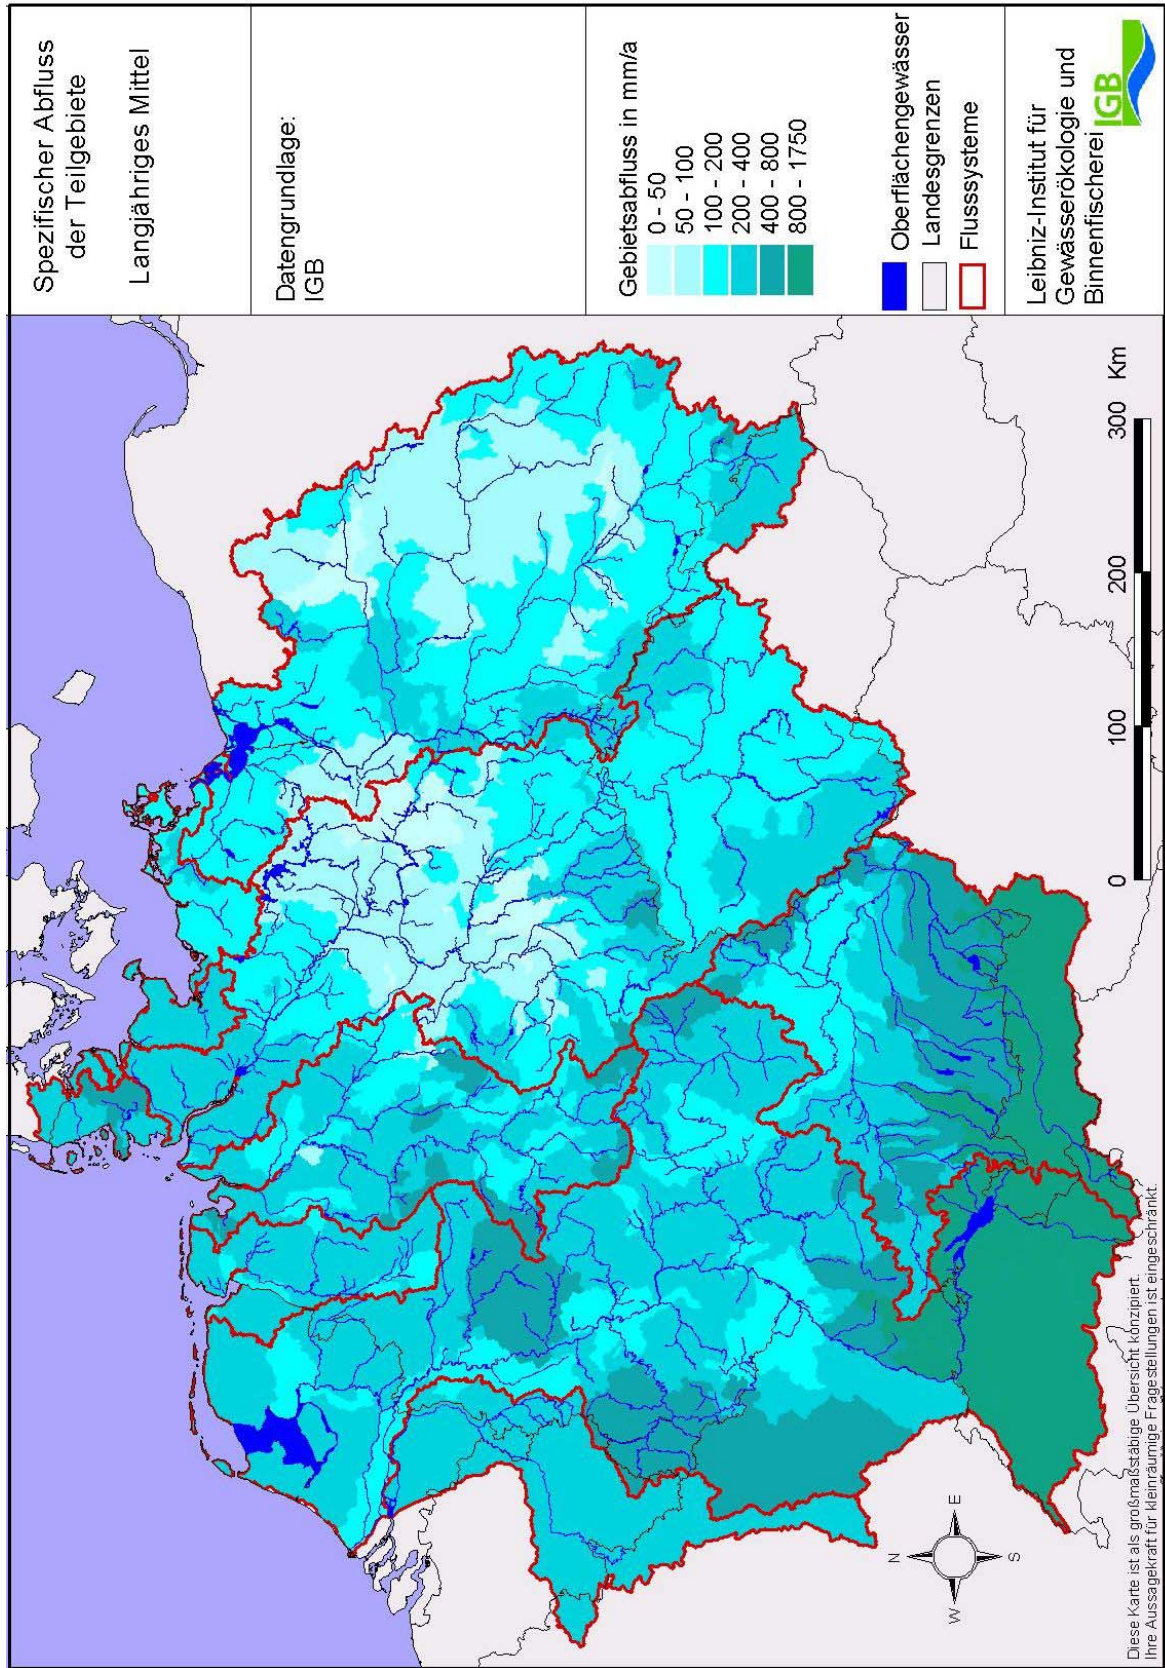 Spezifischer Abfluss
der Teilgebiete
Langjähriges Mittel
Datengrundlage:
IGB
Gebietsabfluss in mm/a
0 - 50
50 - 100
100 - 200
200 - 400
400 - 800
800 - 1750
Oberflächengewässer
Landesgrenzen
Flusssysteme
Leibniz-Institut für
Gewässerökologie und
Binnenfischerei
IGB
0 100 200 300 Km
N
W E
S
Diese Karte ist als großmaßstäbige Übersicht konzipiert.
Ihre Aussagekraft für kleinräumige Fragestellungen ist eingeschränkt.